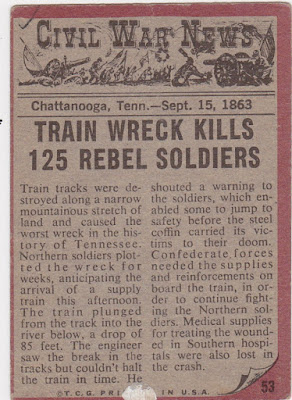 CIVIL WAR NEWS
Chattanooga, Tenn.—Sept. 15, 1863
TRAIN WRECK KILLS
125 REBEL SOLDIERS
Train tracks were de-
stroyed along a narrow
mountainous stretch of
land and caused the
worst wreck in the his-
tory of Tennessee.
Northern soldiers plot-
ted the wreck for
weeks, anticipating the
arrival of a supply
train this afternoon.
The train plunged
from the track into the
river below, a drop of
85 feet. The engineer
saw the break in the
tracks but couldn't halt
the train in time. He
shouted a warning to
the soldiers, which en-
abled some to jump to
safety before the steel
coffin carried its vic-
tims to their doom.
Confederate forces
needed the supplies
and reinforcements on
board the train, in or-
der to continue fight-
ing the Northern sol-
diers. Medical supplies
for treating the wound-
ed in Southern hospi-
tals were also lost in
the crash.
©T.C.G. PRINTED IN U.S.A.
53